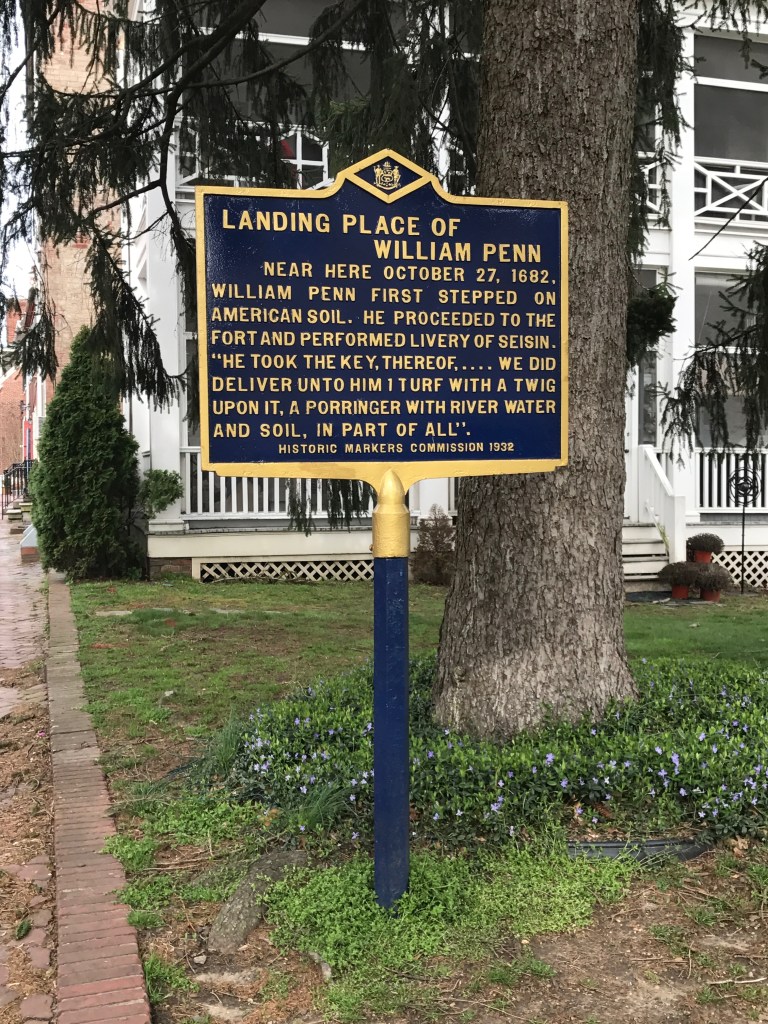 LANDING PLACE OF
WILLIAM PENN
NEAR HERE OCTOBER 27, 1682,
WILLIAM PENN FIRST STEPPED ON
AMERICAN SOIL. HE PROCEEDED TO THE
FORT AND PERFORMED LIVERY OF SEISIN.
"HE TOOK THE KEY, THEREOF,.... WE DID
DELIVER UNTO HIM 1 TURF WITH A TWIG
UPON IT, A PORRINGER WITH RIVER WATER
AND SOIL, IN PART OF ALL".
HISTORIC MARKERS COMMISSION 1932